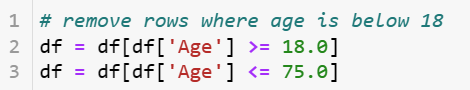 1 # remove rows where age is below 18
2 df = df[df['Age'] >= 18.0]
3 df = df[df['Age'] <= 75.0]